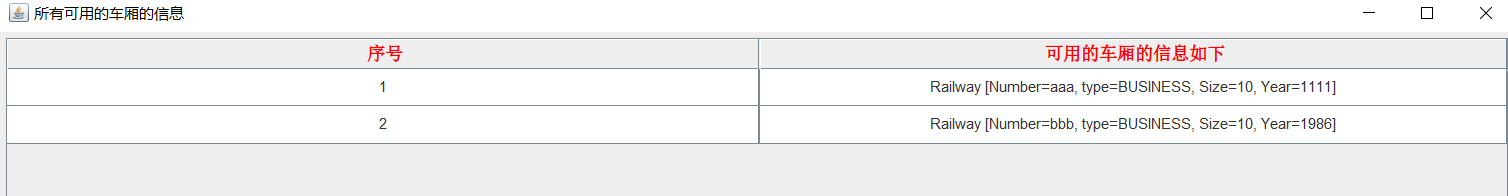 所有可用的车厢的信息
序号 可用的车厢的信息如下
1 Railway [Number=aaa, type=BUSINESS, Size=10, Year=1111]
2 Railway [Number=bbb, type=BUSINESS, Size=10, Year=1986]